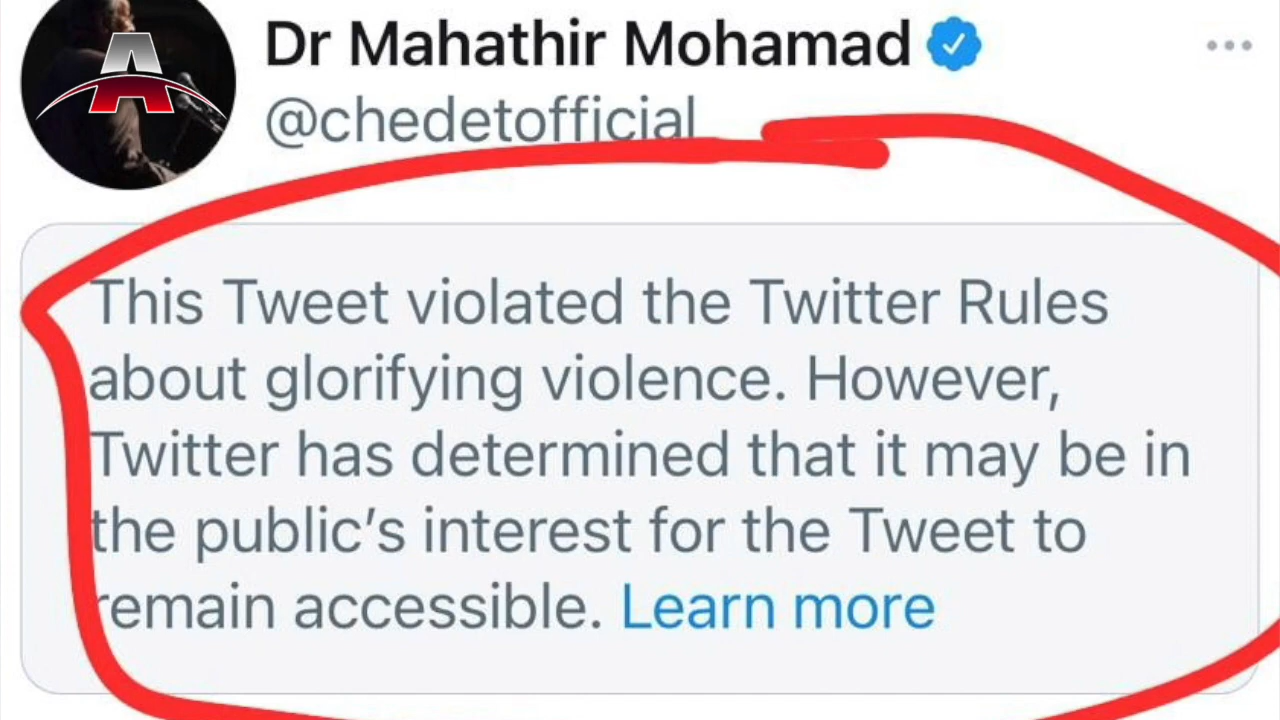 A
Dr Mahathir Mohamad
@chedetofficial
This Tweet violated the Twitter Rules
about glorifying violence. However,
Twitter has determined that it may be in
the public’s interest for the Tweet to
remain accessible. Learn more